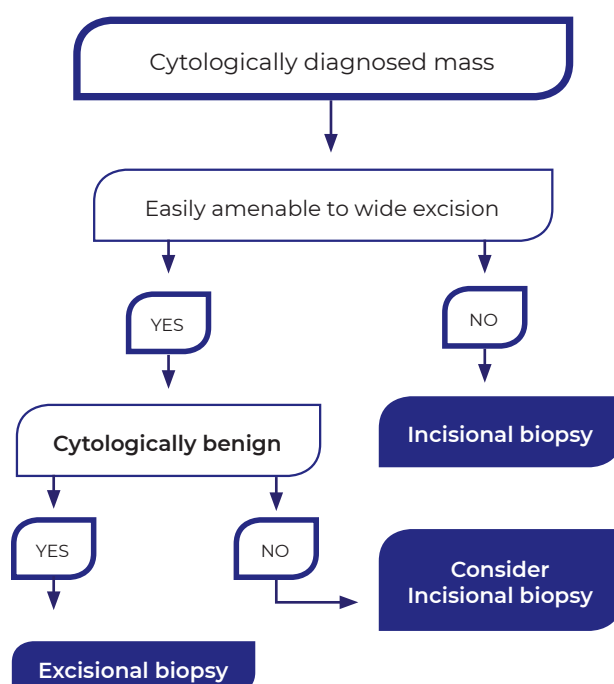 Cytologically diagnosed mass
Easily amenable to wide excision
YES
NO
Cytologically benign
Incisional biopsy
YES
NO
Consider
Incisional biopsy
Excisional biopsy